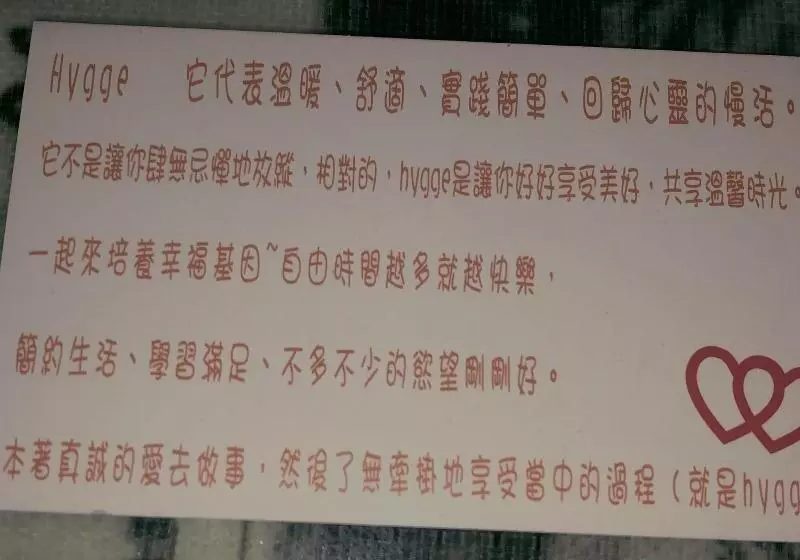 Hygge 它代表溫暖、舒適、實踐簡單、回歸心靈的慢活。
它不是讓你肆無忌憚地放縱，相對的，hygge是讓你好好享受美好，共享溫馨時光。
一起來培養幸福基因~自由時間越多就越快樂，
簡約生活、學習滿足、不多不少的慾望剛剛好。
本著真誠的愛去做事，然後了無牽掛地享受當中的過程（就是hygg